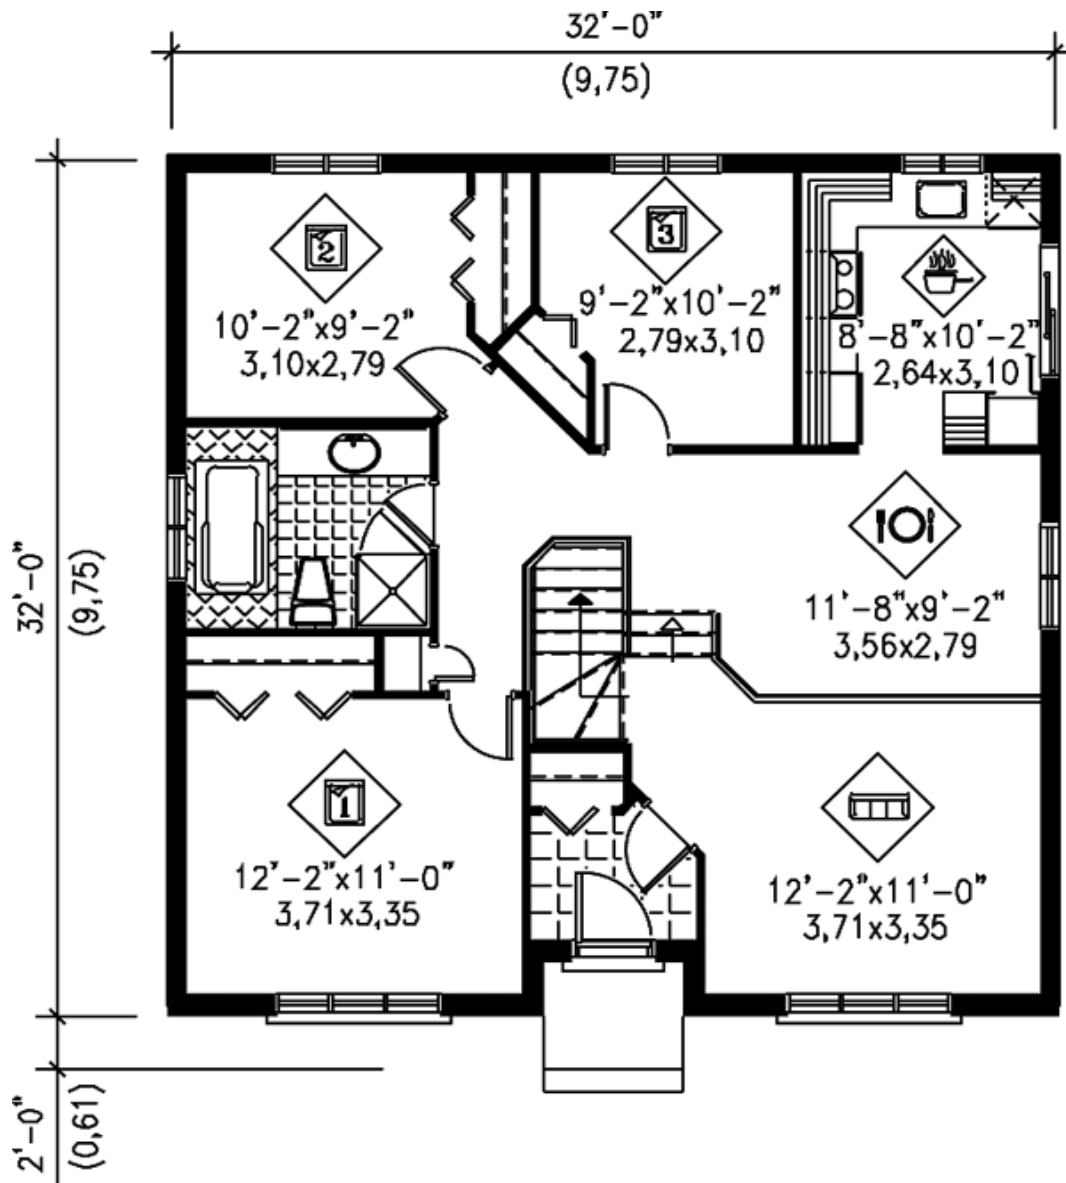 32'-0"
(9,75)
2
10'-2"x9'-2"
3,10x2,79
3
9'-2"x10'-2"
2,79x3,10
8'-8"x10'-2"
2,64x3,10
32'-0"
(9,75)
11'-8"x9'-2"
3,56x2,79
1
12'-2"x11'-0"
3,71x3,35
12'-2"x11'-0"
3,71x3,35
2'-0"
(0,61)